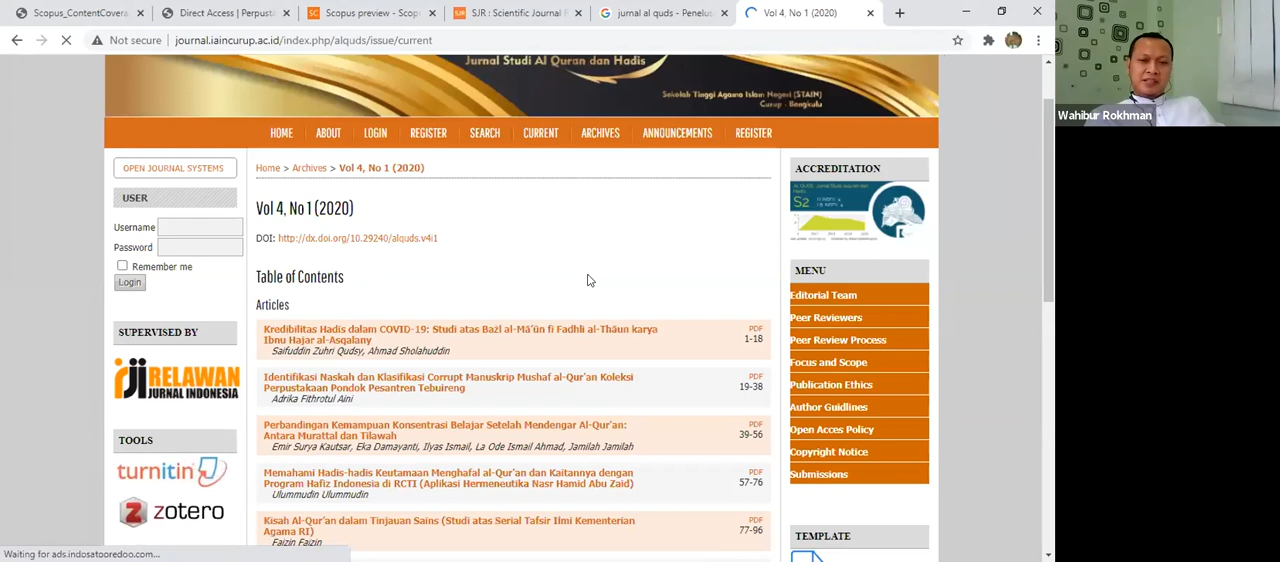 Scopus_ContentCovera
Direct Access | Perpust
Scopus preview - Scop
SJR : Scientific Journal R
jurnal al quds - Penelus
Vol 4, No 1 (2020)
Not secure | journal.iaincurup.ac.id/index.php/alquds/issue/current
Jurnal Studi Al Quran dan Hadis
Sekolah Tinggi Agama Islam Negeri (STAIN)
Curup - Bengkulu
HOME ABOUT LOGIN REGISTER SEARCH CURRENT ARCHIVES ANNOUNCEMENTS REGISTER
OPEN JOURNAL SYSTEMS
USER
Username
Password
Remember me
Login
SUPERVISED BY
RELAWAN
JURNAL INDONESIA
TOOLS
turnitin
zotero
Home > Archives > Vol 4, No 1 (2020)
Vol 4, No 1 (2020)
DOI: http://dx.doi.org/10.29240/alquds.v4i1
Table of Contents
Articles
Kredibilitas Hadis dalam COVID-19: Studi atas Bażl al-Mā'ūn fi Fadhli al-Thāun karya
Ibnu Hajar al-Asqalany
Saifuddin Zuhri Qudsy, Ahmad Sholahuddin
PDF
1-18
Identifikasi Naskah dan Klasifikasi Corrupt Manuskrip Mushaf al-Qur'an Koleksi
Perpustakaan Pondok Pesantren Tebuireng
Adrika Fithrotul Aini
PDF
19-38
Perbandingan Kemampuan Konsentrasi Belajar Setelah Mendengar Al-Qur'an:
Antara Murattal dan Tilawah
Emir Surya Kautsar, Eka Damayanti, Ilyas Ismail, La Ode Ismail Ahmad, Jamilah Jamilah
PDF
39-56
Memahami Hadis-hadis Keutamaan Menghafal al-Qur'an dan Kaitannya dengan
Program Hafiz Indonesia di RCTI (Aplikasi Hermeneutika Nasr Hamid Abu Zaid)
Ulummudin Ulummudin
PDF
57-76
Kisah Al-Qur'an dalam Tinjauan Sains (Studi atas Serial Tafsir Ilmi Kementerian
Agama RI)
Faizin Faizin
PDF
77-96
ACCREDITATION
S2
MENU
Editorial Team
Peer Reviewers
Peer Review Process
Focus and Scope
Publication Ethics
Author Guidlines
Open Acces Policy
Copyright Notice
Submissions
TEMPLATE
Waiting for ads.indosatooredoo.com...
Wahibur Rokhman